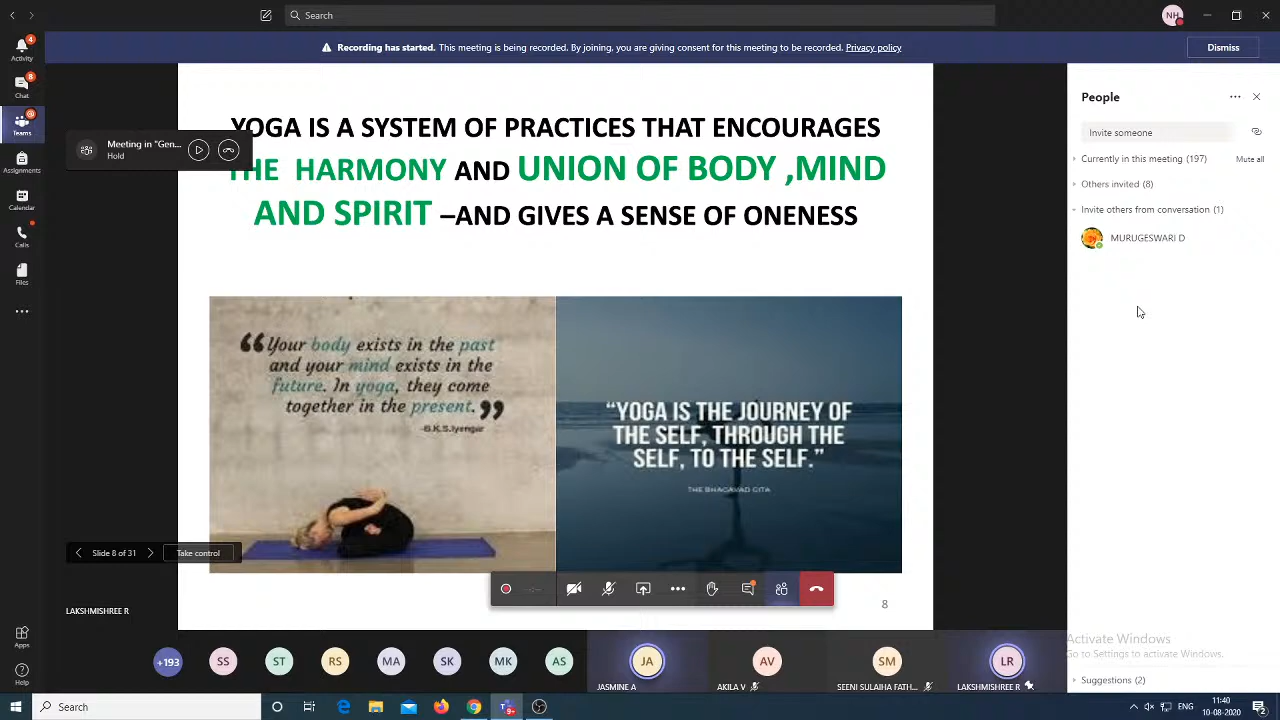 Search
NH
Recording has started. This meeting is being recorded. By joining, you are giving consent for this meeting to be recorded. Privacy policy
Dismiss
4
Activity
8
Chat
Teams
Assignments
Calendar
Calls
Files
Apps
Help
Meeting in "Gen...
Hold
YOGA IS A SYSTEM OF PRACTICES THAT ENCOURAGES
THE HARMONY AND UNION OF BODY ,MIND
AND SPIRIT –AND GIVES A SENSE OF ONENESS
“Your body exists in the past
and your mind exists in the
future. In yoga, they come
together in the present.”
-B.K.S.Iyengar
“YOGA IS THE JOURNEY OF
THE SELF, THROUGH THE
SELF, TO THE SELF.”
THE BHAGAVAD GITA
Slide 8 of 31
Take control
8
LAKSHMISHREE R
People
Invite someone
Currently in this meeting (197)
Mute all
Others invited (8)
Invite others from conversation (1)
MURUGESWARI D
Activate Windows
Go to Settings to activate Windows.
Suggestions (2)
+193
SS
ST
RS
MA
SK
MK
AS
JA
JASMINE A
AV
AKILA V
SM
SEENI SULAIHA FATH...
LR
LAKSHMISHREE R
Search
ENG
11:40
10-08-2020
2